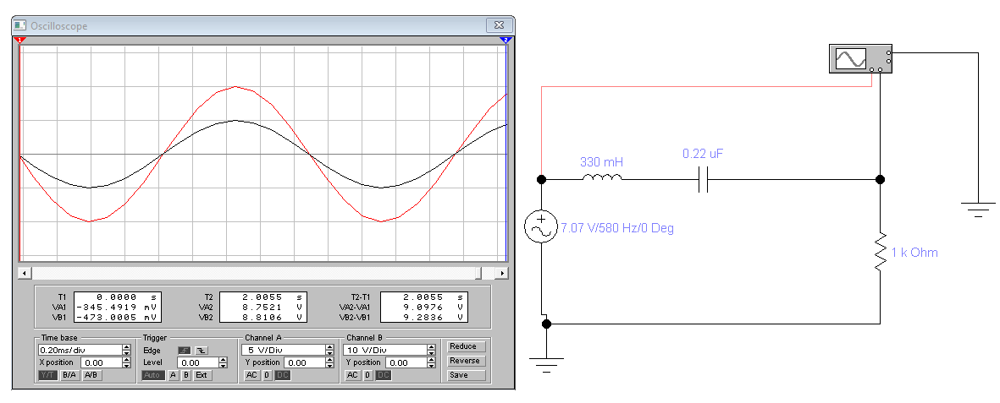 Oscilloscope
1
2
T1 0.0000 s
VA1 -345.4919 mV
VB1 -473.0005 mV
T2 2.0055 s
VA2 8.7521 V
VB2 8.8106 V
T2-T1 2.0055 s
VA2-VA1 9.0976 V
VB2-VB1 9.2836 V
Time base
0.20ms/div
X position 0.00
Y/T B/A A/B
Trigger
Edge
Level 0.00
Auto A B Ext
Channel A
5 V/Div
Y position 0.00
AC 0 DC
Channel B
10 V/Div
Y position 0.00
AC 0 DC
Reduce
Reverse
Save
330 mH
0.22 uF
7.07 V/580 Hz/0 Deg
1 k Ohm